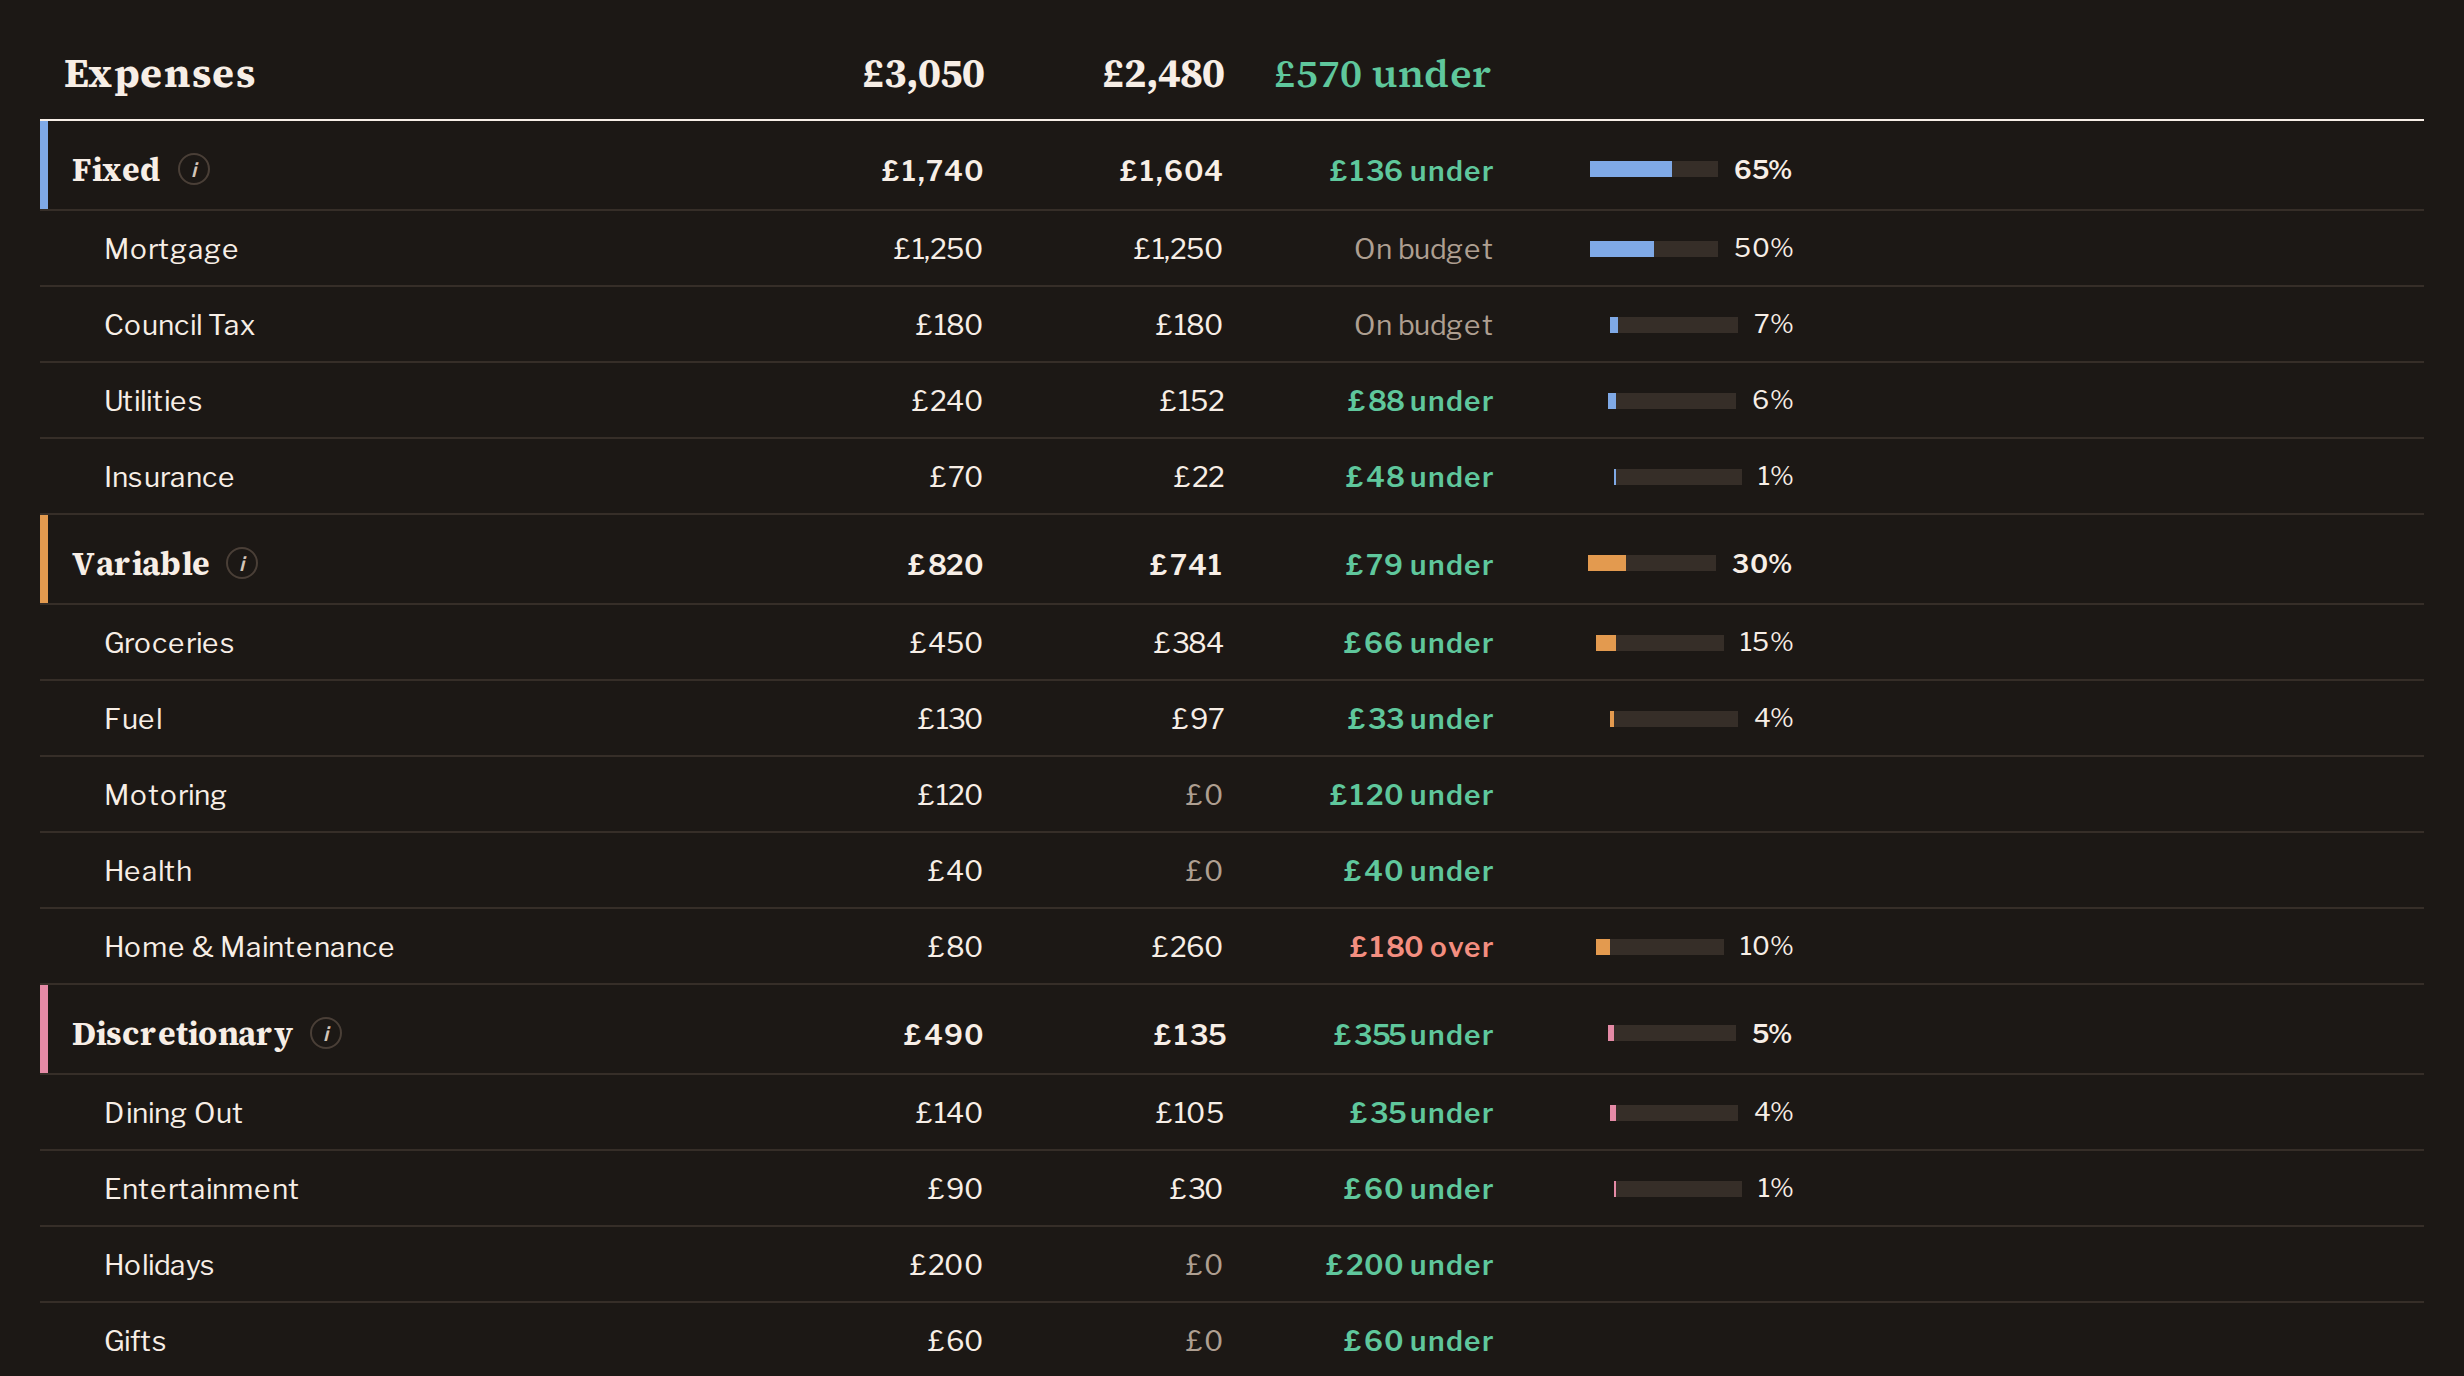 Expenses £3,050 £2,480 £570 under
Fixed i £1,740 £1,604 £136 under 65%
Mortgage £1,250 £1,250 On budget 50%
Council Tax £180 £180 On budget 7%
Utilities £240 £152 £88 under 6%
Insurance £70 £22 £48 under 1%
Variable i £820 £741 £79 under 30%
Groceries £450 £384 £66 under 15%
Fuel £130 £97 £33 under 4%
Motoring £120 £0 £120 under
Health £40 £0 £40 under
Home & Maintenance £80 £260 £180 over 10%
Discretionary i £490 £135 £355 under 5%
Dining Out £140 £105 £35 under 4%
Entertainment £90 £30 £60 under 1%
Holidays £200 £0 £200 under
Gifts £60 £0 £60 under